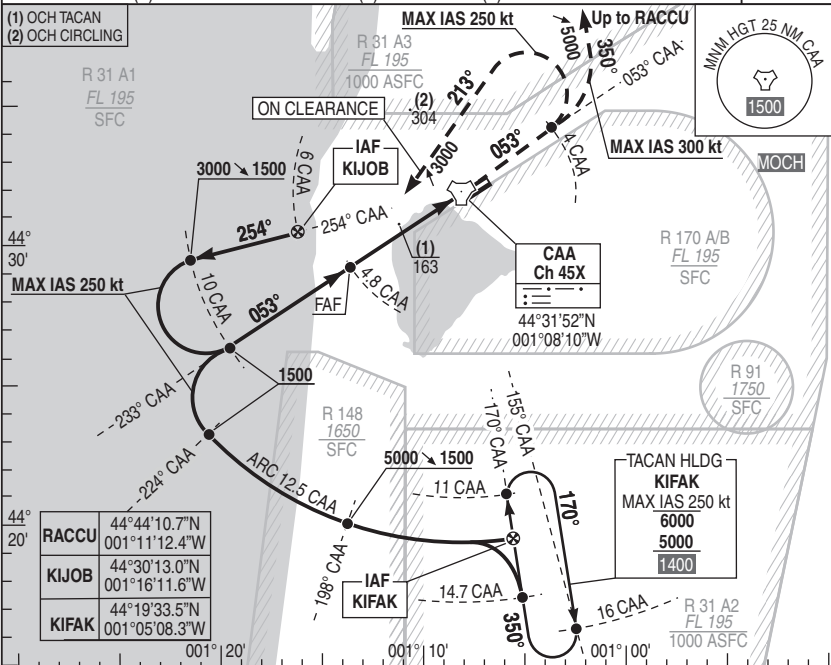 (1) OCH TACAN
(2) OCH CIRCLING
R 31 A1
FL 195
SFC
R 31 A3
FL 195
1000 ASFC
MAX IAS 250 kt
5000
Up to RACCU
350°
053° CAA
MNM HGT 25 NM CAA
1500
ON CLEARANCE
213°
(2)
304
3000
053°
4 CAA
MAX IAS 300 kt
MOCH
IAF
KIJOB
6 CAA
3000 ↘ 1500
254°
254° CAA
44°
30'
MAX IAS 250 kt
10 CAA
053°
FAF
4.8 CAA
(1)
163
CAA
Ch 45X
44°31'52"N
001°08'10"W
R 170 A/B
FL 195
SFC
R 91
1750
SFC
1500
233° CAA
224° CAA
R 148
1650
SFC
ARC 12.5 CAA
5000 ↘ 1500
198° CAA
155° CAA
170° CAA
11 CAA
170°
TACAN HLDG
KIFAK
MAX IAS 250 kt
6000
5000
1400
44°
20'
IAF
KIFAK
14.7 CAA
350°
16 CAA
R 31 A2
FL 195
1000 ASFC
RACCU 44°44'10.7"N
001°11'12.4"W
KIJOB 44°30'13.0"N
001°16'11.6"W
KIFAK 44°19'33.5"N
001°05'08.3"W
001°20'
001°10'
001°00'